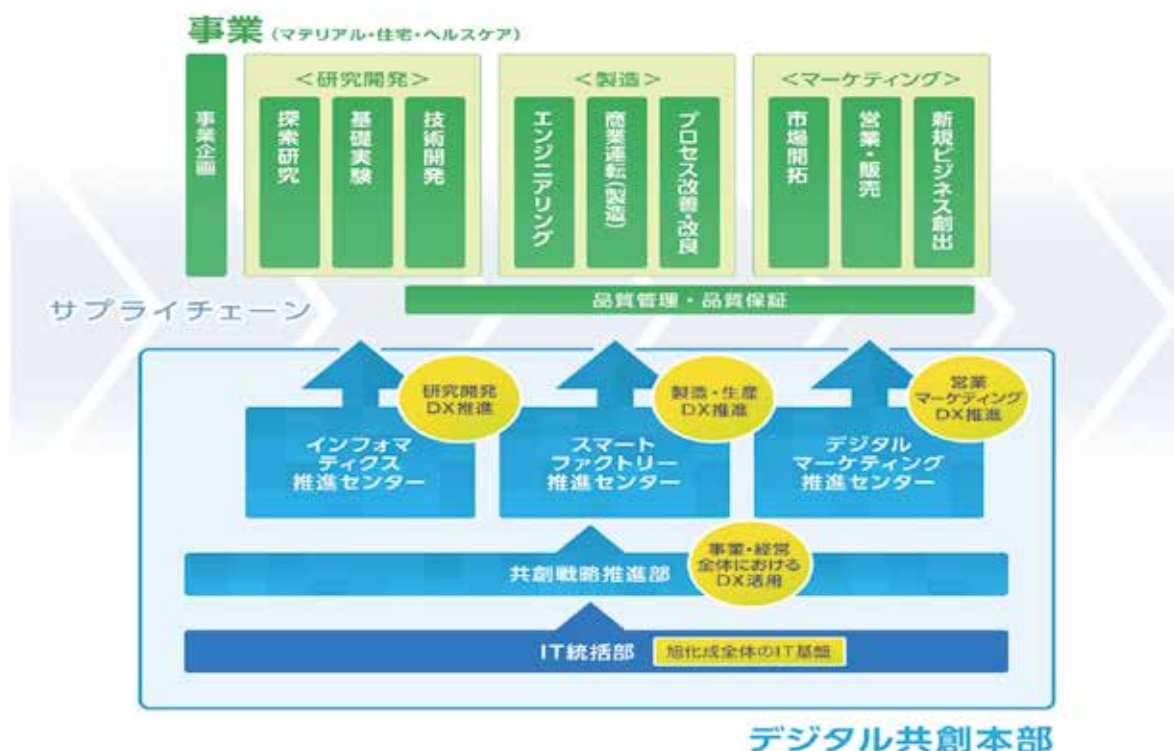 事業(マテリアル・住宅・ヘルスケア)
事業企画
＜研究開発＞
探索研究
基礎実験
技術開発
＜製造＞
エンジニアリング
商業運転(製造)
プロセス改善・改良
＜マーケティング＞
市場開拓
営業・販売
新規ビジネス創出
品質管理・品質保証
サプライチェーン
研究開発
DX推進
インフォマ
ティクス
推進センター
製造・生産
DX推進
スマート
ファクトリー
推進センター
営業
マーケティング
DX推進
デジタル
マーケティング
推進センター
共創戦略推進部
事業・経営
全体における
DX活用
IT統括部
旭化成全体のIT基盤
デジタル共創本部